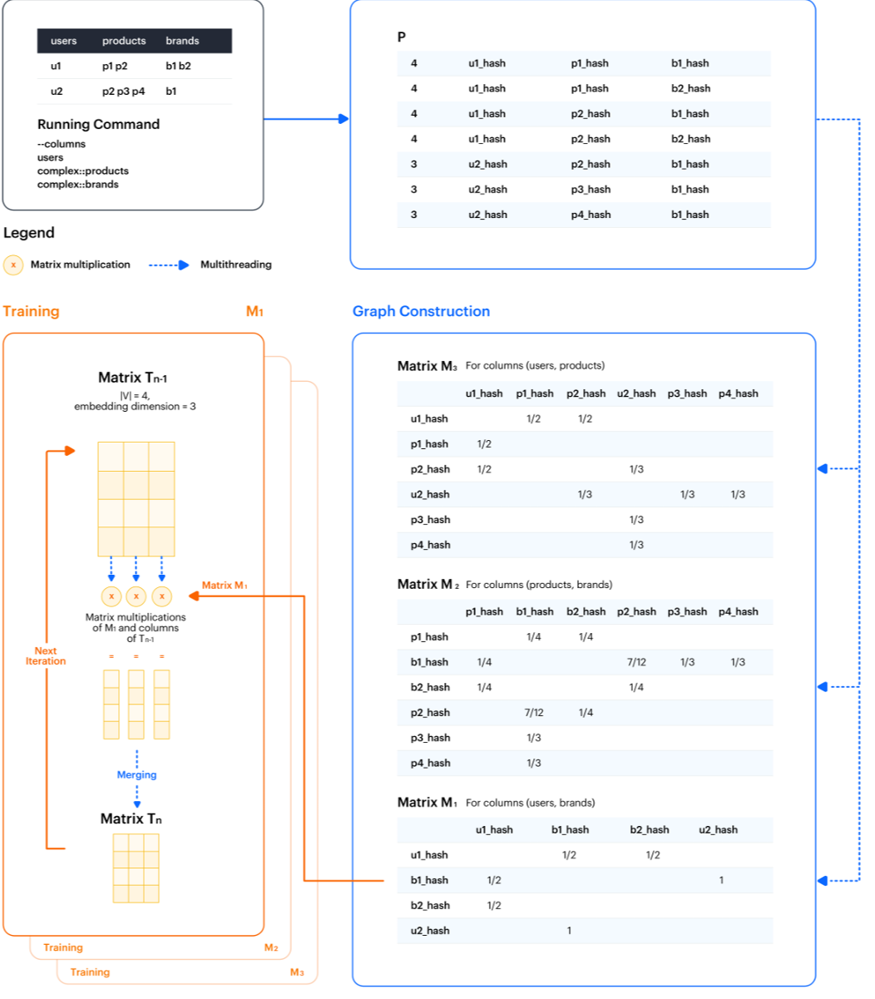 users products brands
u1 p1 p2 b1 b2
u2 p2 p3 p4 b1
Running Command
--columns
users
complex::products
complex::brands
P
4 u1_hash p1_hash b1_hash
4 u1_hash p1_hash b2_hash
4 u1_hash p2_hash b1_hash
4 u1_hash p2_hash b2_hash
3 u2_hash p2_hash b1_hash
3 u2_hash p3_hash b1_hash
3 u2_hash p4_hash b1_hash
Legend
x Matrix multiplication Multithreading
Training M1
Matrix Tn-1
|V| = 4,
embedding dimension = 3
Matrix M1
x x x
Matrix multiplications
of M1 and columns
of Tn-1
= = =
Next
Iteration
Merging
Matrix Tn
Training M2
Training M3
Graph Construction
Matrix M3 For columns (users, products)
u1_hash p1_hash p2_hash u2_hash p3_hash p4_hash
u1_hash 1/2 1/2
p1_hash 1/2
p2_hash 1/2 1/3
u2_hash 1/3 1/3 1/3
p3_hash 1/3
p4_hash 1/3
Matrix M2 For columns (products, brands)
p1_hash b1_hash b2_hash p2_hash p3_hash p4_hash
p1_hash 1/4 1/4
b1_hash 1/4 7/12 1/3 1/3
b2_hash 1/4 1/4
p2_hash 7/12 1/4
p3_hash 1/3
p4_hash 1/3
Matrix M1 For columns (users, brands)
u1_hash b1_hash b2_hash u2_hash
u1_hash 1/2 1/2
b1_hash 1/2 1
b2_hash 1/2
u2_hash 1